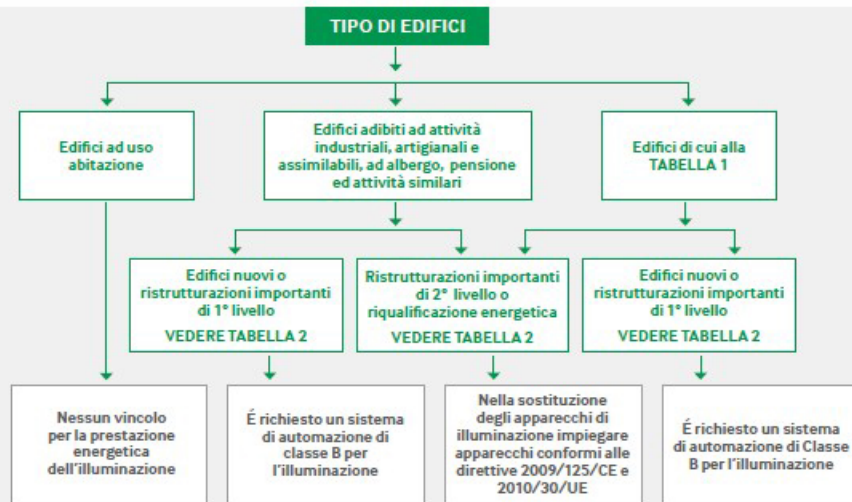 TIPO DI EDIFICI
Edifici ad uso
abitazione
Edifici adibiti ad attività
industriali, artigianali e
assimilabili, ad albergo, pensione
ed attività similari
Edifici di cui alla
TABELLA 1
Edifici nuovi o
ristrutturazioni importanti
di 1° livello
VEDERE TABELLA 2
Ristrutturazioni importanti
di 2° livello o
riqualificazione energetica
VEDERE TABELLA 2
Edifici nuovi o
ristrutturazioni importanti
di 1° livello
VEDERE TABELLA 2
Nessun vincolo
per la prestazione
energetica
dell'illuminazione
É richiesto un sistema
di automazione di
classe B per
l'illuminazione
Nella sostituzione
degli apparecchi di
illuminazione impiegare
apparecchi conformi alle
direttive 2009/125/CE e
2010/30/UE
É richiesto un sistema
di automazione di Classe
B per l'illuminazione